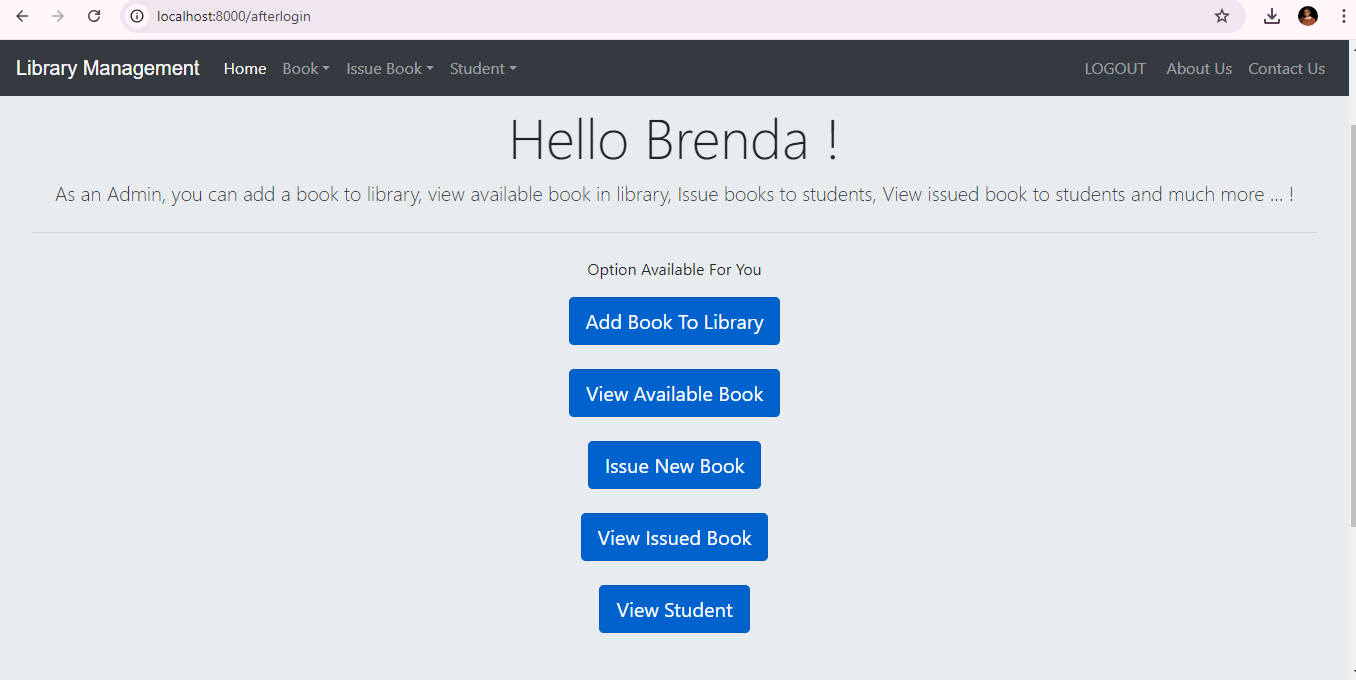 localhost:8000/afterlogin
Library Management Home Book Issue Book Student LOGOUT About Us Contact Us
Hello Brenda !
As an Admin, you can add a book to library, view available book in library, Issue books to students, View issued book to students and much more ... !
Option Available For You
Add Book To Library
View Available Book
Issue New Book
View Issued Book
View Student